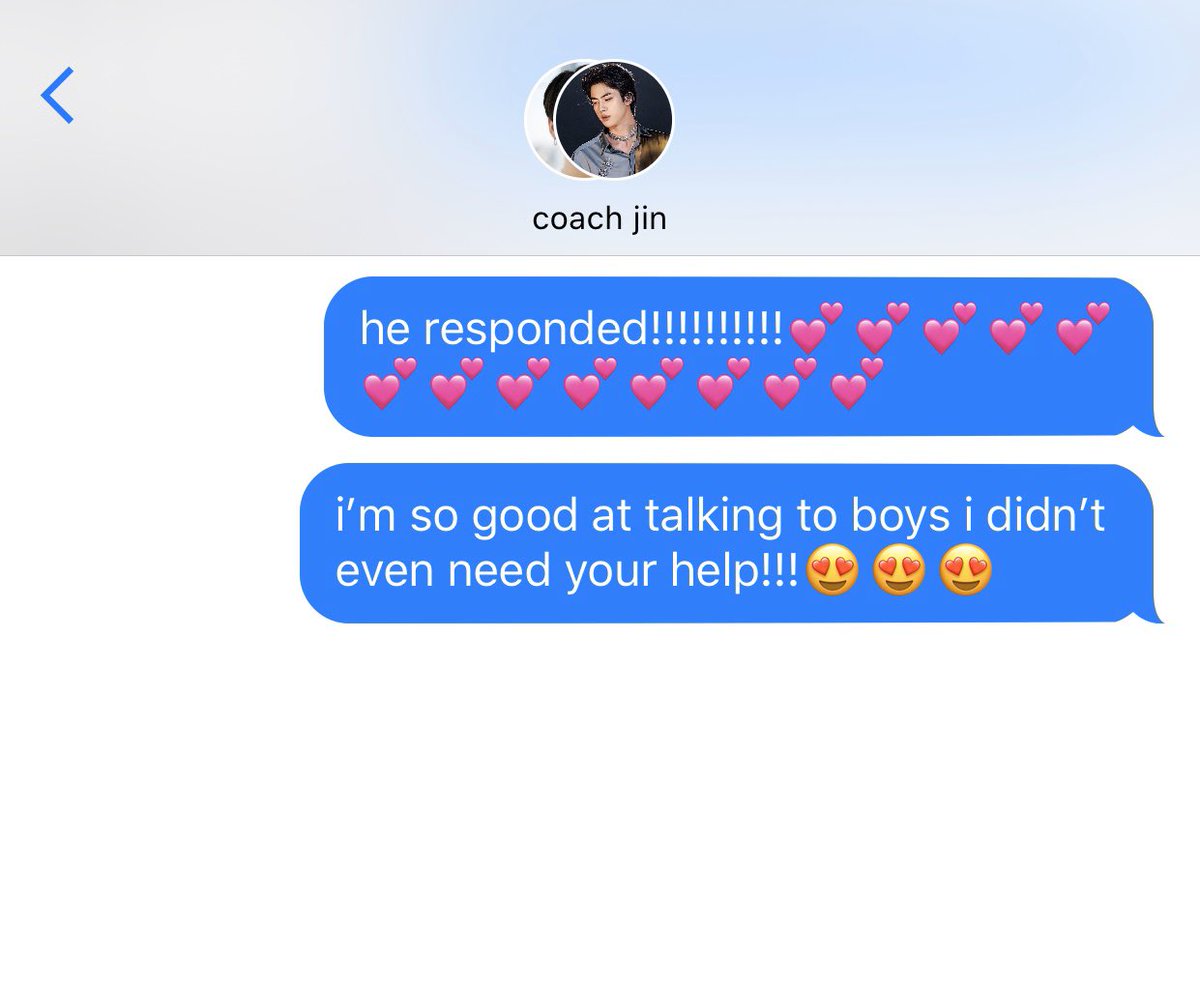 coach jin
he responded!!!!!!!!!!💕💕💕💕💕
💕💕💕💕💕💕💕💕
i’m so good at talking to boys i didn’t
even need your help!!!😍😍😍